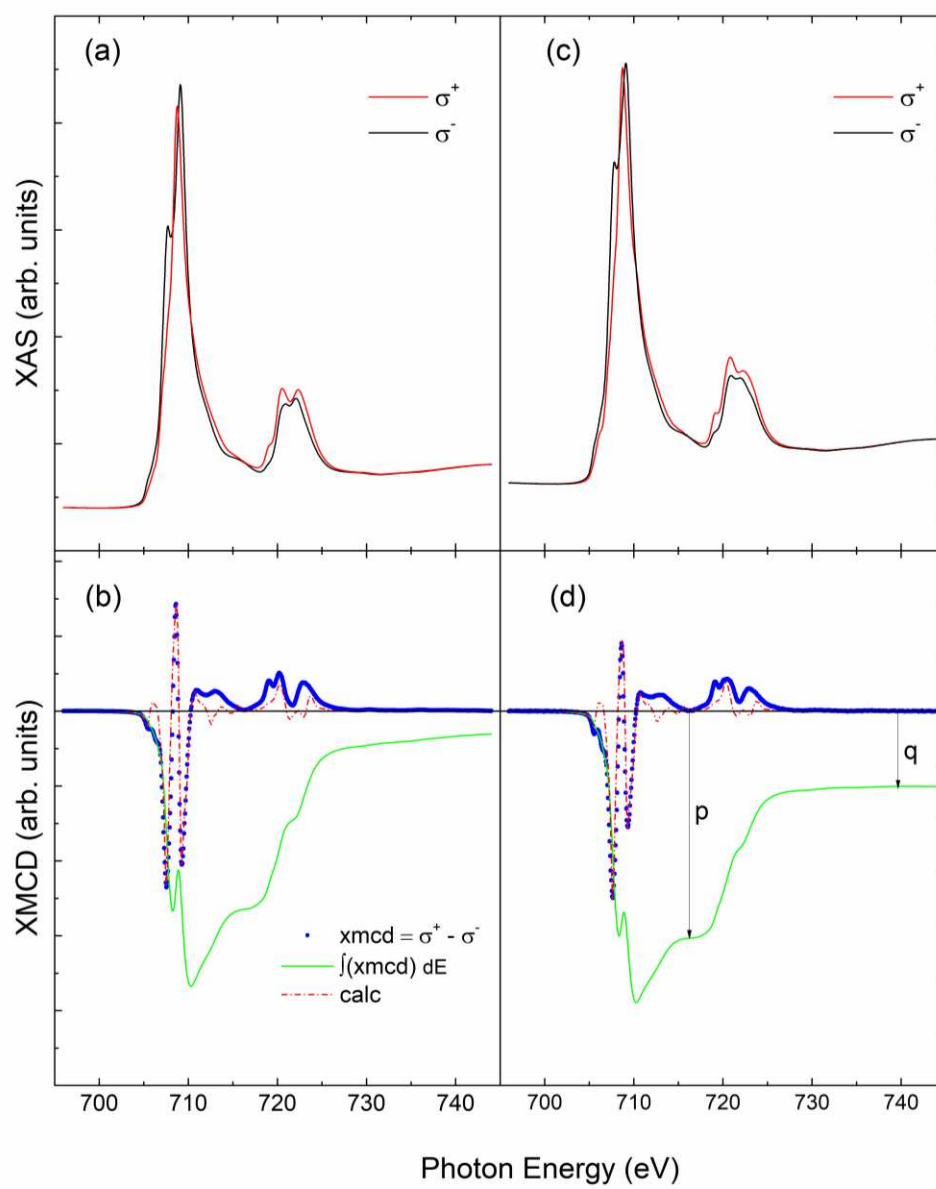 (a)
σ⁺
σ⁻
(c)
σ⁺
σ⁻
XAS (arb. units)
(b)
xmcd = σ⁺ - σ⁻
∫(xmcd) dE
calc
(d)
p
q
XMCD (arb. units)
700 710 720 730 740
700 710 720 730 740
Photon Energy (eV)